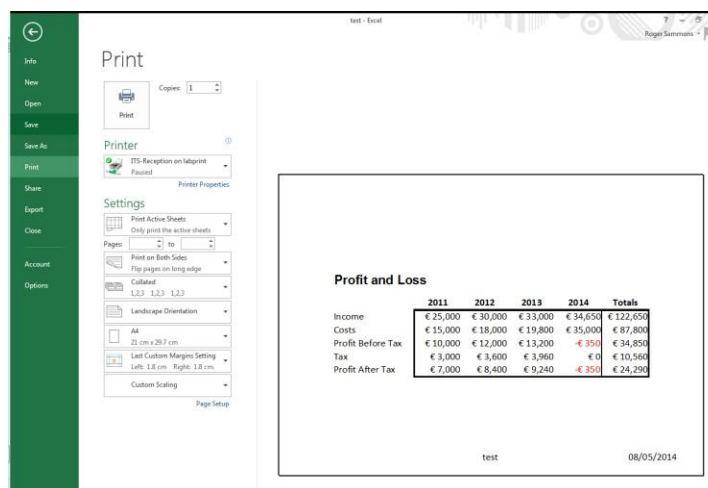 test - Excel
?
Roger Sammons
Info
New
Open
Save
Save As
Print
Share
Export
Close
Account
Options
Print
Copies: 1
Print
Printer
ITS-Reception on labprint
Paused
Printer Properties
Settings
Print Active Sheets
Only print the active sheets
Pages: to
Print on Both Sides
Flip pages on long edge
Collated
1,2,3 1,2,3 1,2,3
Landscape Orientation
A4
21 cm x 29.7 cm
Last Custom Margins Setting
Left: 1.8 cm Right: 1.8 cm
Custom Scaling
Page Setup
Profit and Loss
2011 2012 2013 2014 Totals
Income € 25,000 € 30,000 € 33,000 € 34,650 € 122,650
Costs € 15,000 € 18,000 € 19,800 € 35,000 € 87,800
Profit Before Tax € 10,000 € 12,000 € 13,200 -€ 350 € 34,850
Tax € 3,000 € 3,600 € 3,960 € 0 € 10,560
Profit After Tax € 7,000 € 8,400 € 9,240 -€ 350 € 24,290
test 08/05/2014